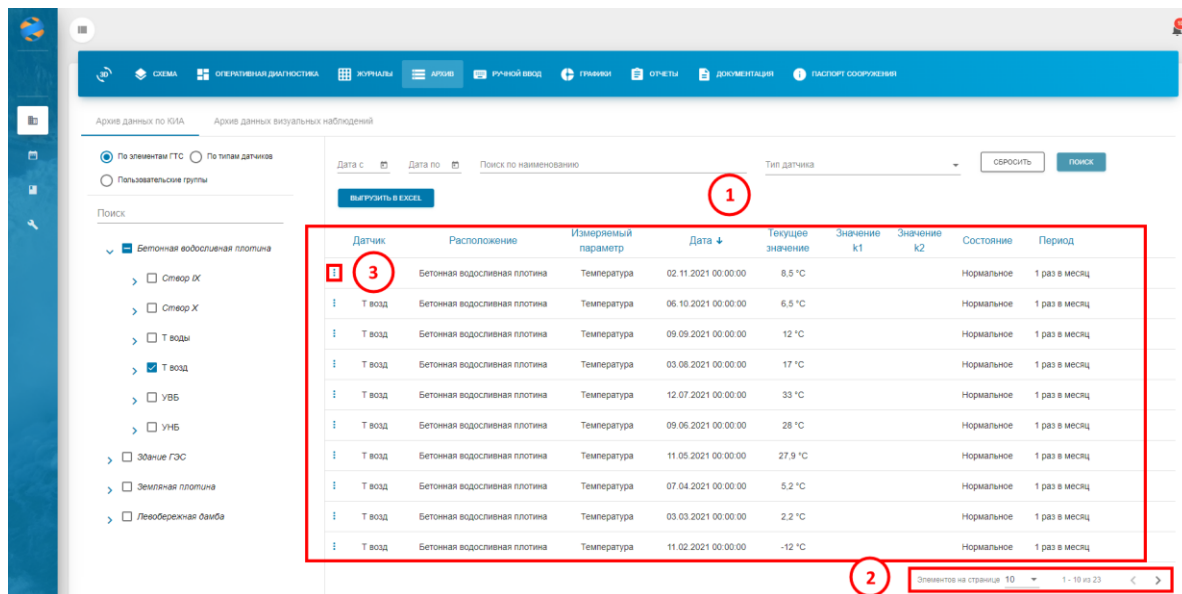 3D СХЕМА ОПЕРАТИВНАЯ ДИАГНОСТИКА ЖУРНАЛЫ АРХИВ РУЧНОЙ ВВОД ГРАФИКИ ОТЧЕТЫ ДОКУМЕНТАЦИЯ ПАСПОРТ СООРУЖЕНИЯ
Архив данных по КИА Архив данных визуальных наблюдений
По элементам ГТС По типам датчиков
Пользовательские группы
Поиск
Бетонная водосливная плотина
Створ IX
Створ X
Т воды
Т возд
УВБ
УНБ
Здание ГЭС
Земляная плотина
Левобережная дамба
Дата с Дата по Поиск по наименованию Тип датчика СБРОСИТЬ ПОИСК
ВЫГРУЗИТЬ В EXCEL
1
Датчик Расположение Измеряемый параметр Дата Текущее значение Значение k1 Значение k2 Состояние Период
3 Бетонная водосливная плотина Температура 02.11.2021 00:00:00 8,5 °C Нормальное 1 раз в месяц
Т возд Бетонная водосливная плотина Температура 06.10.2021 00:00:00 6,5 °C Нормальное 1 раз в месяц
Т возд Бетонная водосливная плотина Температура 09.09.2021 00:00:00 12 °C Нормальное 1 раз в месяц
Т возд Бетонная водосливная плотина Температура 03.08.2021 00:00:00 17 °C Нормальное 1 раз в месяц
Т возд Бетонная водосливная плотина Температура 12.07.2021 00:00:00 33 °C Нормальное 1 раз в месяц
Т возд Бетонная водосливная плотина Температура 09.06.2021 00:00:00 28 °C Нормальное 1 раз в месяц
Т возд Бетонная водосливная плотина Температура 11.05.2021 00:00:00 27,9 °C Нормальное 1 раз в месяц
Т возд Бетонная водосливная плотина Температура 07.04.2021 00:00:00 5,2 °C Нормальное 1 раз в месяц
Т возд Бетонная водосливная плотина Температура 03.03.2021 00:00:00 2,2 °C Нормальное 1 раз в месяц
Т возд Бетонная водосливная плотина Температура 11.02.2021 00:00:00 -12 °C Нормальное 1 раз в месяц
2
Элементов на странице 10 1 - 10 из 23